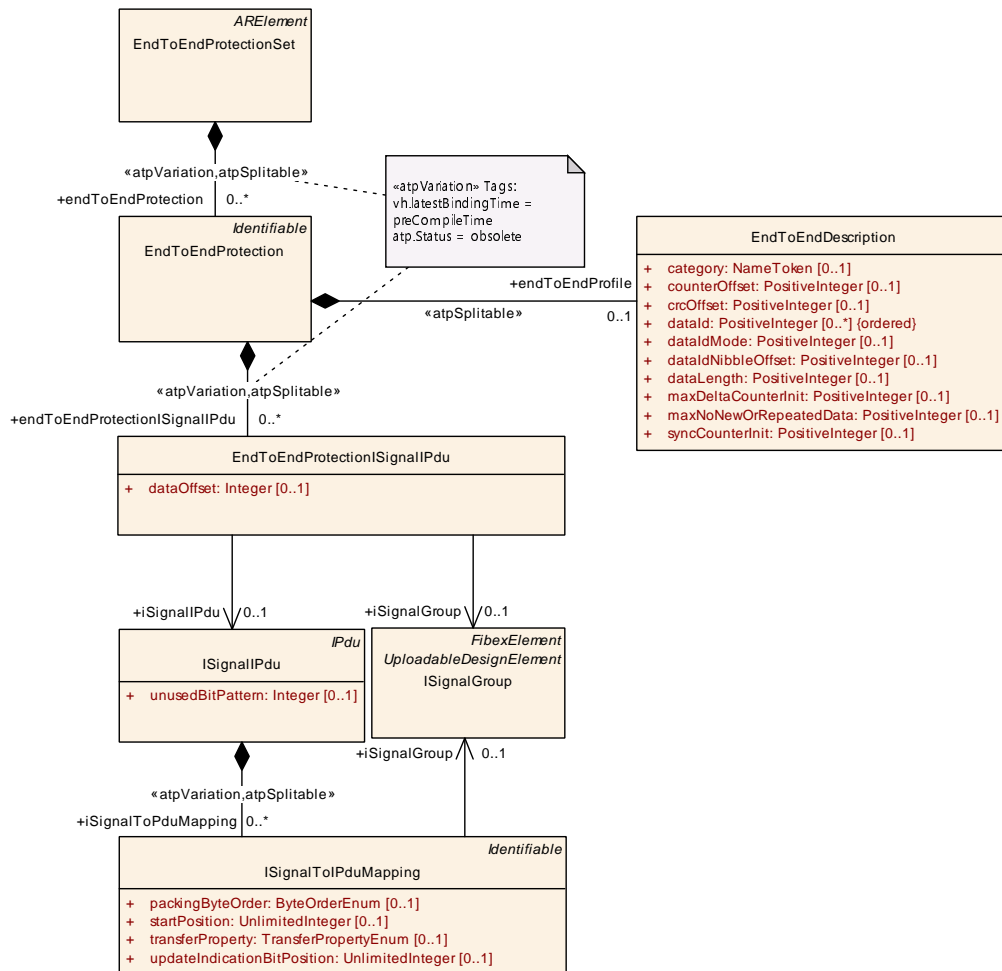 ARElement
EndToEndProtectionSet
«atpVariation,atpSplitable»
+endToEndProtection 0..*
«atpVariation» Tags:
vh.latestBindingTime =
preCompileTime
atp.Status = obsolete
Identifiable
EndToEndProtection
+endToEndProfile
«atpSplitable» 0..1
EndToEndDescription
+ category: NameToken [0..1]
+ counterOffset: PositiveInteger [0..1]
+ crcOffset: PositiveInteger [0..1]
+ dataId: PositiveInteger [0..*] {ordered}
+ dataIdMode: PositiveInteger [0..1]
+ dataIdNibbleOffset: PositiveInteger [0..1]
+ dataLength: PositiveInteger [0..1]
+ maxDeltaCounterInit: PositiveInteger [0..1]
+ maxNoNewOrRepeatedData: PositiveInteger [0..1]
+ syncCounterInit: PositiveInteger [0..1]
«atpVariation,atpSplitable»
+endToEndProtectionISignalIPdu 0..*
EndToEndProtectionISignalIPdu
+ dataOffset: Integer [0..1]
+iSignalIPdu 0..1
+iSignalGroup 0..1
IPdu
ISignalIPdu
+ unusedBitPattern: Integer [0..1]
FibexElement
UploadableDesignElement
ISignalGroup
+iSignalGroup 0..1
«atpVariation,atpSplitable»
+iSignalToPduMapping 0..*
Identifiable
ISignalToIPduMapping
+ packingByteOrder: ByteOrderEnum [0..1]
+ startPosition: UnlimitedInteger [0..1]
+ transferProperty: TransferPropertyEnum [0..1]
+ updateIndicationBitPosition: UnlimitedInteger [0..1]